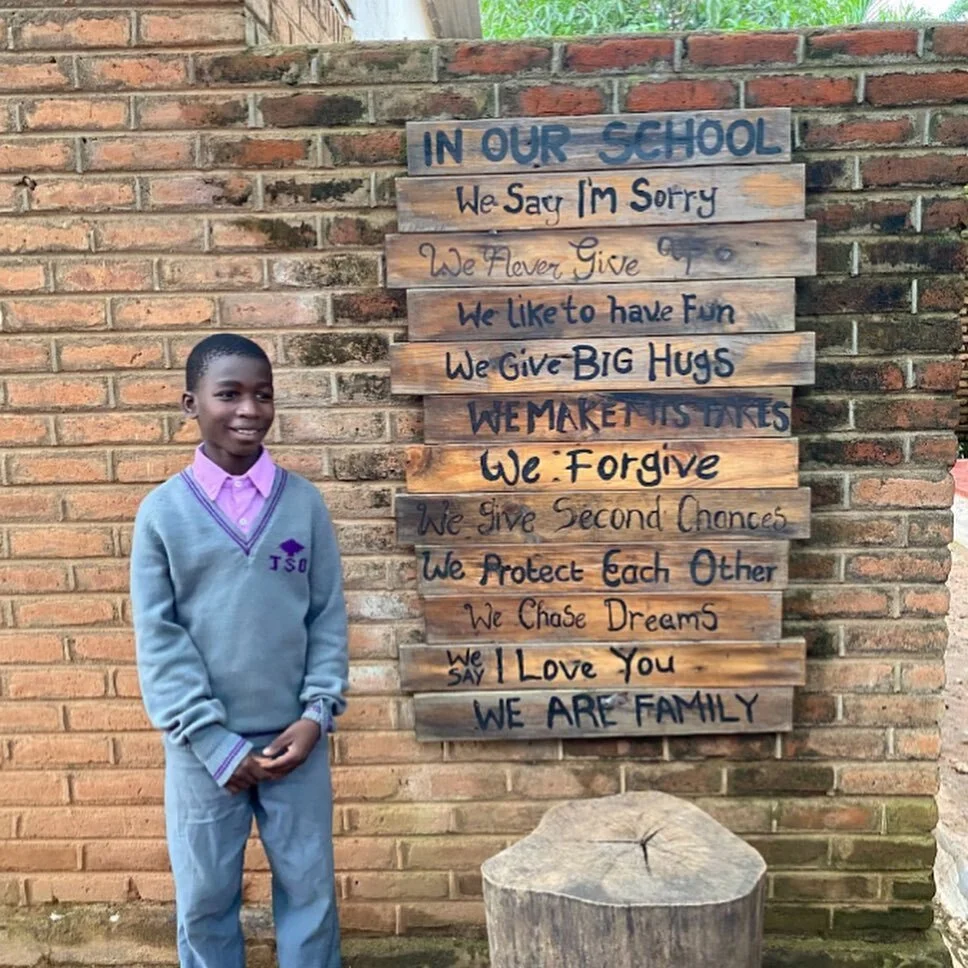 IN OUR SCHOOL
We Say I'm Sorry
We Never Give Up
We like to have Fun
We Give BIG Hugs
WE MAKE MISTAKES
We Forgive
We give Second Chances
We Protect Each Other
We Chase Dreams
WE SAY I Love You
WE ARE FAMILY
JSO